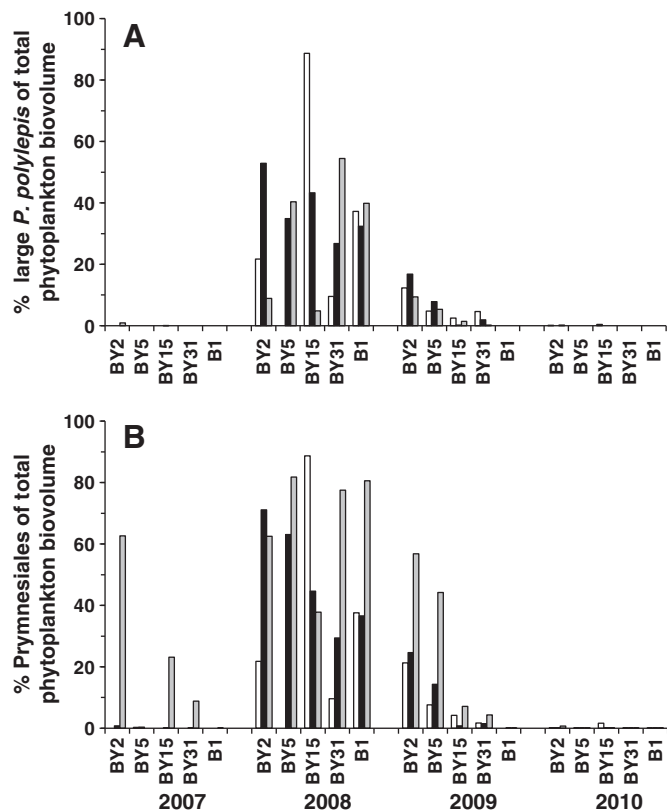 A
% large P. polylepis of total
phytoplankton biovolume
100
80
60
40
20
0
BY2 BY5 BY15 BY31 B1 BY2 BY5 BY15 BY31 B1 BY2 BY5 BY15 BY31 B1 BY2 BY5 BY15 BY31 B1
B
% Prymnesiales of total
phytoplankton biovolume
100
80
60
40
20
0
BY2 BY5 BY15 BY31 B1 BY2 BY5 BY15 BY31 B1 BY2 BY5 BY15 BY31 B1 BY2 BY5 BY15 BY31 B1
2007 2008 2009 2010